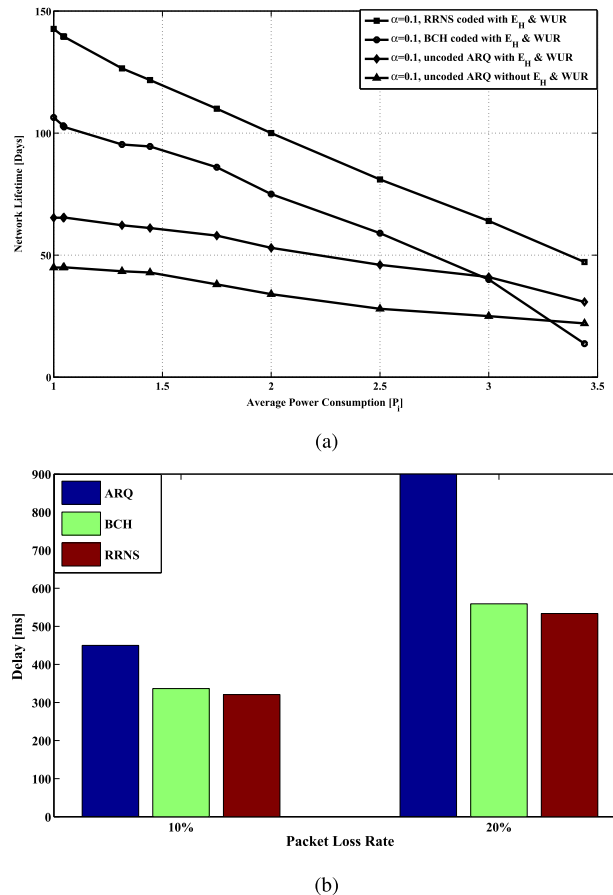 150
100
50
0
Network Lifetime [Days]
α=0.1, RRNS coded with E_H & WUR
α=0.1, BCH coded with E_H & WUR
α=0.1, uncoded ARQ with E_H & WUR
α=0.1, uncoded ARQ without E_H & WUR
1 1.5 2 2.5 3 3.5
Average Power Consumption [P_j]
(a)
900
800
700
600
500
400
300
200
100
0
Delay [ms]
ARQ
BCH
RRNS
10% 20%
Packet Loss Rate
(b)